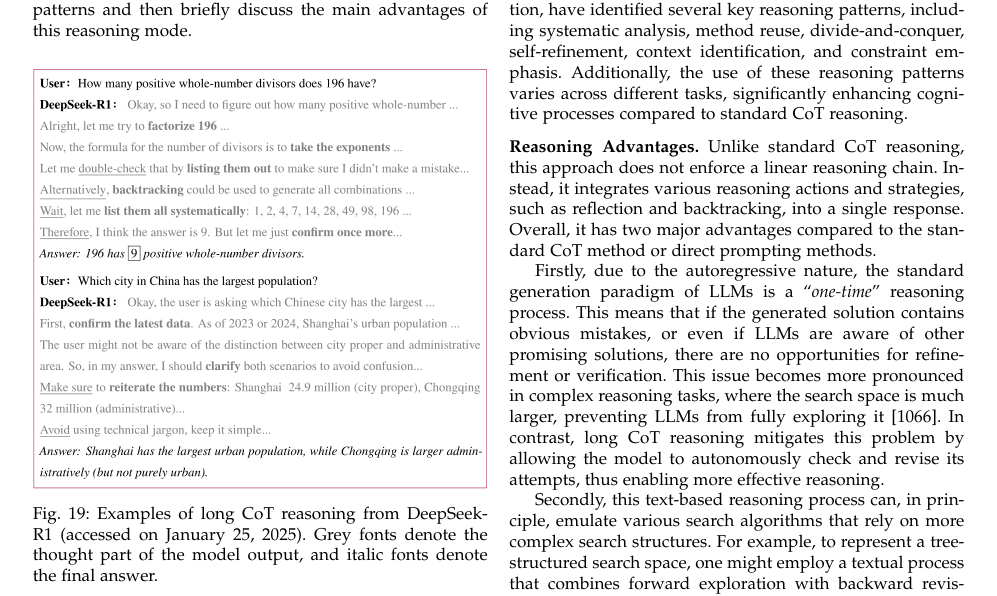 patterns and then briefly discuss the main advantages of
this reasoning mode.
User: How many positive whole-number divisors does 196 have?
DeepSeek-R1: Okay, so I need to figure out how many positive whole-number ...
Alright, let me try to factorize 196 ...
Now, the formula for the number of divisors is to take the exponents ...
Let me double-check that by listing them out to make sure I didn't make a mistake...
Alternatively, backtracking could be used to generate all combinations ...
Wait, let me list them all systematically: 1, 2, 4, 7, 14, 28, 49, 98, 196 ...
Therefore, I think the answer is 9. But let me just confirm once more...
Answer: 196 has 9 positive whole-number divisors.
User: Which city in China has the largest population?
DeepSeek-R1: Okay, the user is asking which Chinese city has the largest ...
First, confirm the latest data. As of 2023 or 2024, Shanghai's urban population ...
The user might not be aware of the distinction between city proper and administrative
area. So, in my answer, I should clarify both scenarios to avoid confusion...
Make sure to reiterate the numbers: Shanghai 24.9 million (city proper), Chongqing
32 million (administrative)...
Avoid using technical jargon, keep it simple...
Answer: Shanghai has the largest urban population, while Chongqing is larger admin-
istratively (but not purely urban).
Fig. 19: Examples of long CoT reasoning from DeepSeek-
R1 (accessed on January 25, 2025). Grey fonts denote the
thought part of the model output, and italic fonts denote
the final answer.
tion, have identified several key reasoning patterns, includ-
ing systematic analysis, method reuse, divide-and-conquer,
self-refinement, context identification, and constraint em-
phasis. Additionally, the use of these reasoning patterns
varies across different tasks, significantly enhancing cogni-
tive processes compared to standard CoT reasoning.
Reasoning Advantages. Unlike standard CoT reasoning,
this approach does not enforce a linear reasoning chain. In-
stead, it integrates various reasoning actions and strategies,
such as reflection and backtracking, into a single response.
Overall, it has two major advantages compared to the stan-
dard CoT method or direct prompting methods.
Firstly, due to the autoregressive nature, the standard
generation paradigm of LLMs is a "one-time" reasoning
process. This means that if the generated solution contains
obvious mistakes, or even if LLMs are aware of other
promising solutions, there are no opportunities for refine-
ment or verification. This issue becomes more pronounced
in complex reasoning tasks, where the search space is much
larger, preventing LLMs from fully exploring it [1066]. In
contrast, long CoT reasoning mitigates this problem by
allowing the model to autonomously check and revise its
attempts, thus enabling more effective reasoning.
Secondly, this text-based reasoning process can, in prin-
ciple, emulate various search algorithms that rely on more
complex search structures. For example, to represent a tree-
structured search space, one might employ a textual process
that combines forward exploration with backward revis-